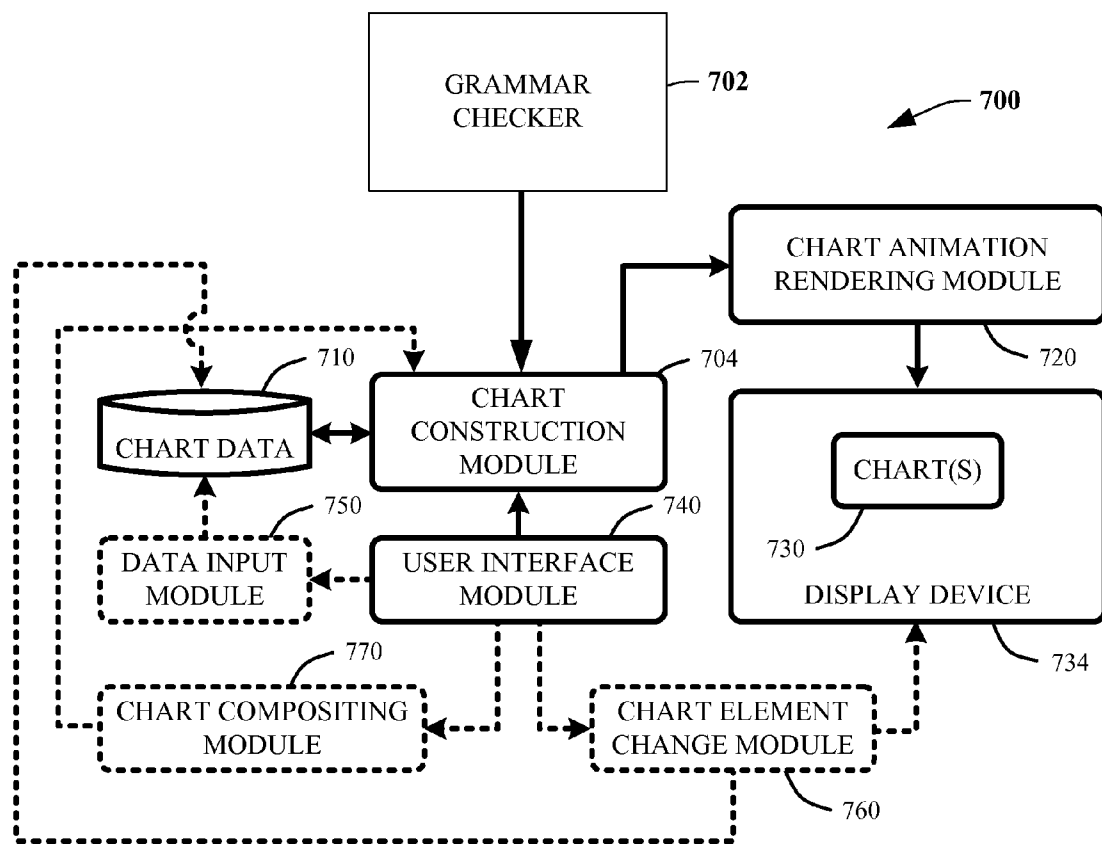 GRAMMAR
CHECKER
702
700
CHART ANIMATION
RENDERING MODULE
720
710
704
CHART DATA
CHART
CONSTRUCTION
MODULE
CHART(S)
730
DISPLAY DEVICE
734
750
740
DATA INPUT
MODULE
USER INTERFACE
MODULE
770
CHART COMPOSITING
MODULE
CHART ELEMENT
CHANGE MODULE
760